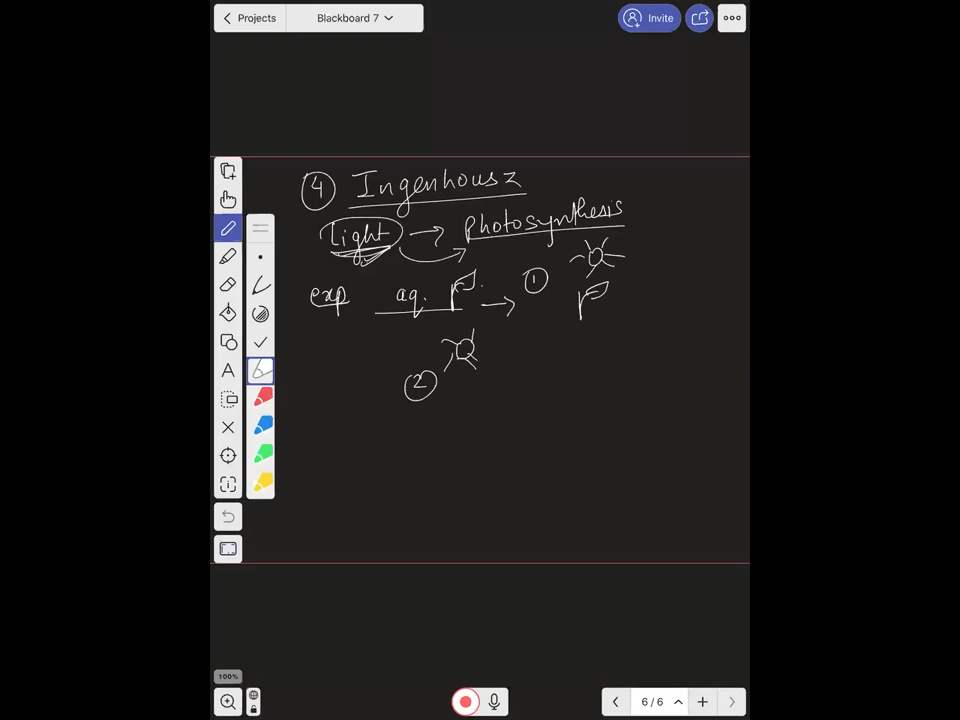 Projects
Blackboard 7
Invite
4 Ingenhousz
light → Photosynthesis
exp aq. → 1
2
A
100%
6 / 6